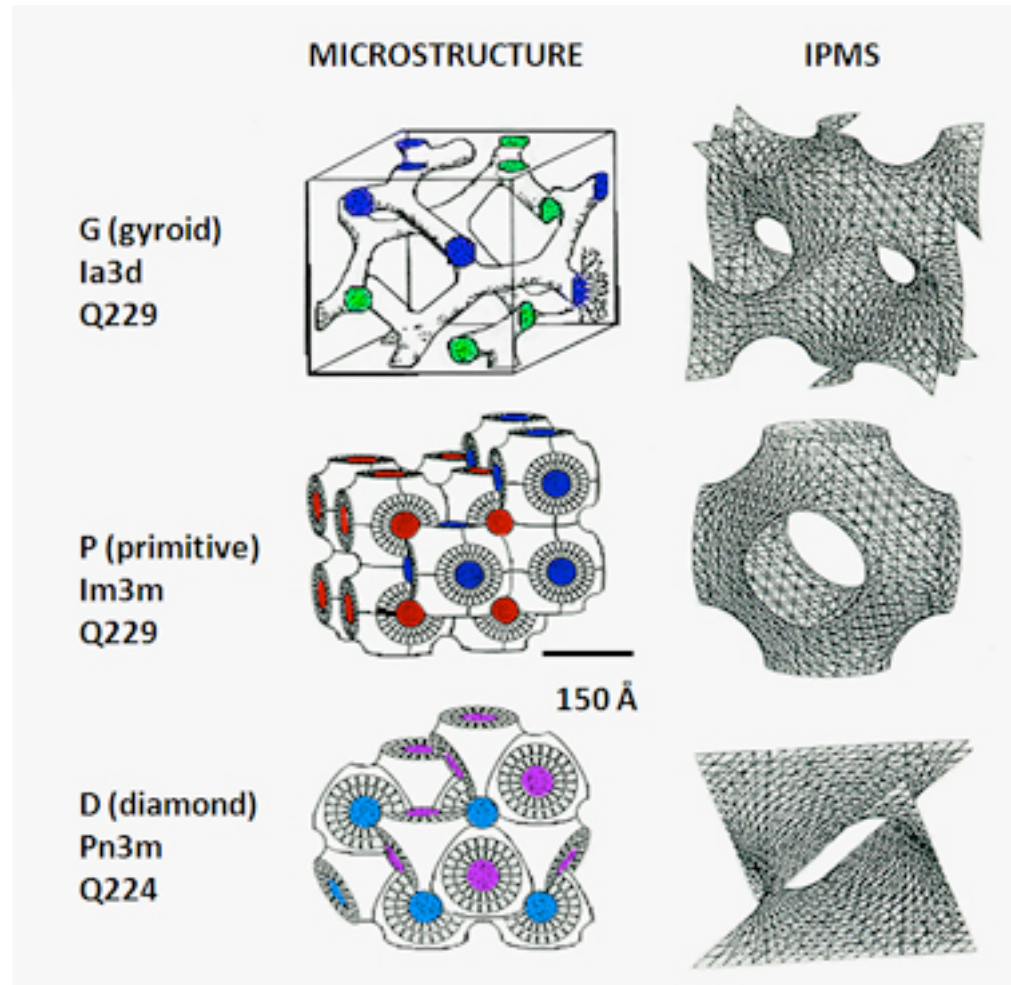 MICROSTRUCTURE IPMS
G (gyroid)
Ia3d
Q229
P (primitive)
Im3m
Q229
150 Å
D (diamond)
Pn3m
Q224